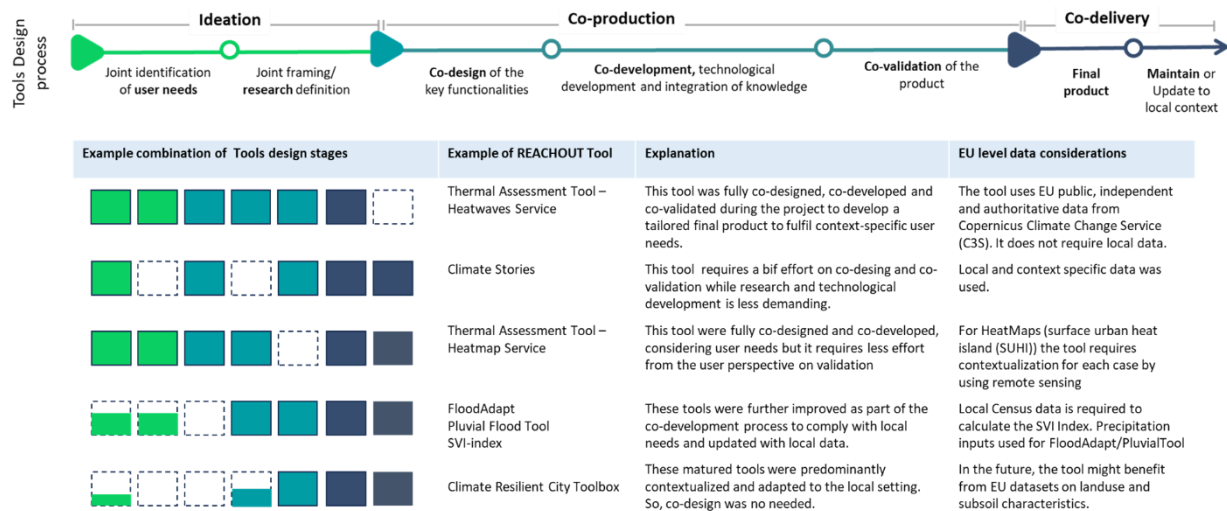 Tools Design
process
Ideation
Co-production
Co-delivery
Joint identification
of user needs
Joint framing/
research definition
Co-design of the
key functionalities
Co-development, technological
development and integration of knowledge
Co-validation of the
product
Final
product
Maintain or
Update to
local context
Example combination of Tools design stages
Example of REACHOUT Tool
Explanation
EU level data considerations
Thermal Assessment Tool –
Heatwaves Service
This tool was fully co-designed, co-developed and
co-validated during the project to develop a
tailored final product to fulfil context-specific user
needs.
The tool uses EU public, independent
and authoritative data from
Copernicus Climate Change Service
(C3S). It does not require local data.
Climate Stories
This tool requires a bif effort on co-desing and co-
validation while research and technological
development is less demanding.
Local and context specific data was
used.
Thermal Assessment Tool –
Heatmap Service
This tool were fully co-designed and co-developed,
considering user needs but it requires less effort
from the user perspective on validation
For HeatMaps (surface urban heat
island (SUHI)) the tool requires
contextualization for each case by
using remote sensing
FloodAdapt
Pluvial Flood Tool
SVI-index
These tools were further improved as part of the
co-development process to comply with local
needs and updated with local data.
Local Census data is required to
calculate the SVI Index. Precipitation
inputs used for FloodAdapt/PluvialTool
Climate Resilient City Toolbox
These matured tools were predominantly
contextualized and adapted to the local setting.
So, co-design was no needed.
In the future, the tool might benefit
from EU datasets on landuse and
subsoil characteristics.